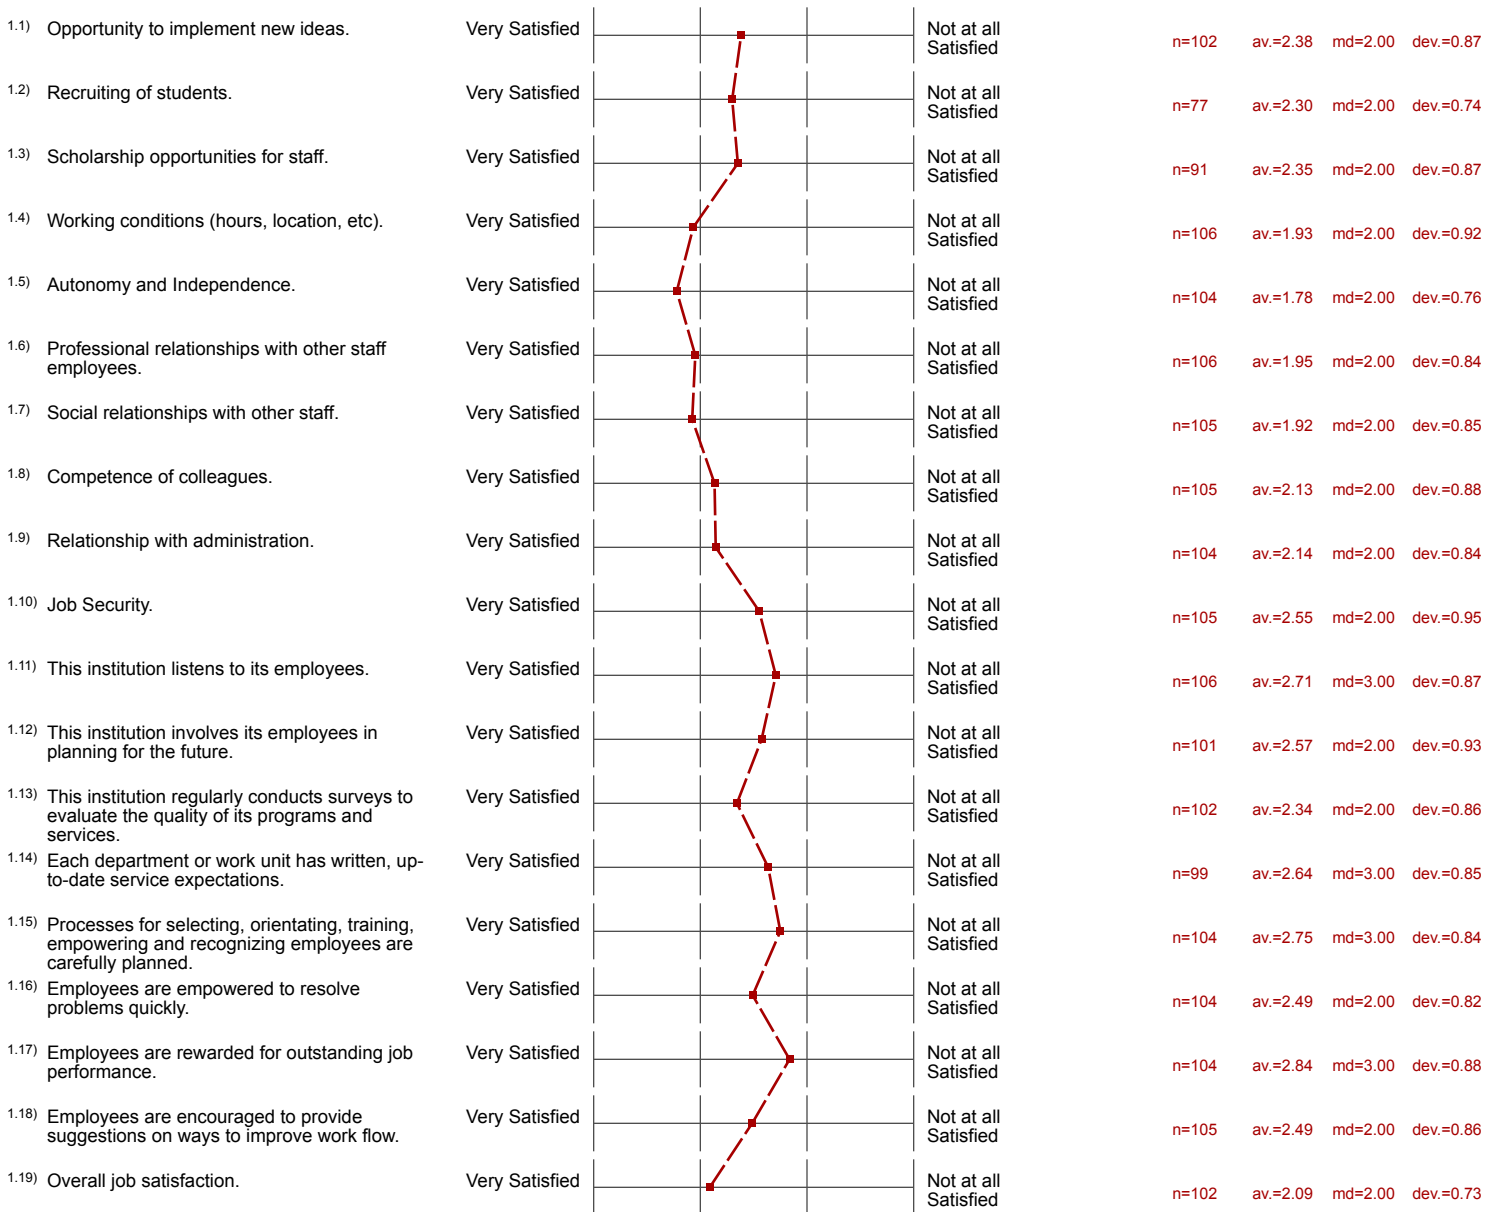 1.1) Opportunity to implement new ideas. Very Satisfied Not at all
Satisfied
n=102 av.=2.38 md=2.00 dev.=0.87
1.2) Recruiting of students. Very Satisfied Not at all
Satisfied
n=77 av.=2.30 md=2.00 dev.=0.74
1.3) Scholarship opportunities for staff. Very Satisfied Not at all
Satisfied
n=91 av.=2.35 md=2.00 dev.=0.87
1.4) Working conditions (hours, location, etc). Very Satisfied Not at all
Satisfied
n=106 av.=1.93 md=2.00 dev.=0.92
1.5) Autonomy and Independence. Very Satisfied Not at all
Satisfied
n=104 av.=1.78 md=2.00 dev.=0.76
1.6) Professional relationships with other staff Very Satisfied Not at all
employees. Satisfied
n=106 av.=1.95 md=2.00 dev.=0.84
1.7) Social relationships with other staff. Very Satisfied Not at all
Satisfied
n=105 av.=1.92 md=2.00 dev.=0.85
1.8) Competence of colleagues. Very Satisfied Not at all
Satisfied
n=105 av.=2.13 md=2.00 dev.=0.88
1.9) Relationship with administration. Very Satisfied Not at all
Satisfied
n=104 av.=2.14 md=2.00 dev.=0.84
1.10) Job Security. Very Satisfied Not at all
Satisfied
n=105 av.=2.55 md=2.00 dev.=0.95
1.11) This institution listens to its employees. Very Satisfied Not at all
Satisfied
n=106 av.=2.71 md=3.00 dev.=0.87
1.12) This institution involves its employees in Very Satisfied Not at all
planning for the future. Satisfied
n=101 av.=2.57 md=2.00 dev.=0.93
1.13) This institution regularly conducts surveys to Very Satisfied Not at all
evaluate the quality of its programs and Satisfied
services.
n=102 av.=2.34 md=2.00 dev.=0.86
1.14) Each department or work unit has written, up- Very Satisfied Not at all
to-date service expectations. Satisfied
n=99 av.=2.64 md=3.00 dev.=0.85
1.15) Processes for selecting, orientating, training, Very Satisfied Not at all
empowering and recognizing employees are Satisfied
carefully planned.
n=104 av.=2.75 md=3.00 dev.=0.84
1.16) Employees are empowered to resolve Very Satisfied Not at all
problems quickly. Satisfied
n=104 av.=2.49 md=2.00 dev.=0.82
1.17) Employees are rewarded for outstanding job Very Satisfied Not at all
performance. Satisfied
n=104 av.=2.84 md=3.00 dev.=0.88
1.18) Employees are encouraged to provide Very Satisfied Not at all
suggestions on ways to improve work flow. Satisfied
n=105 av.=2.49 md=2.00 dev.=0.86
1.19) Overall job satisfaction. Very Satisfied Not at all
Satisfied
n=102 av.=2.09 md=2.00 dev.=0.73